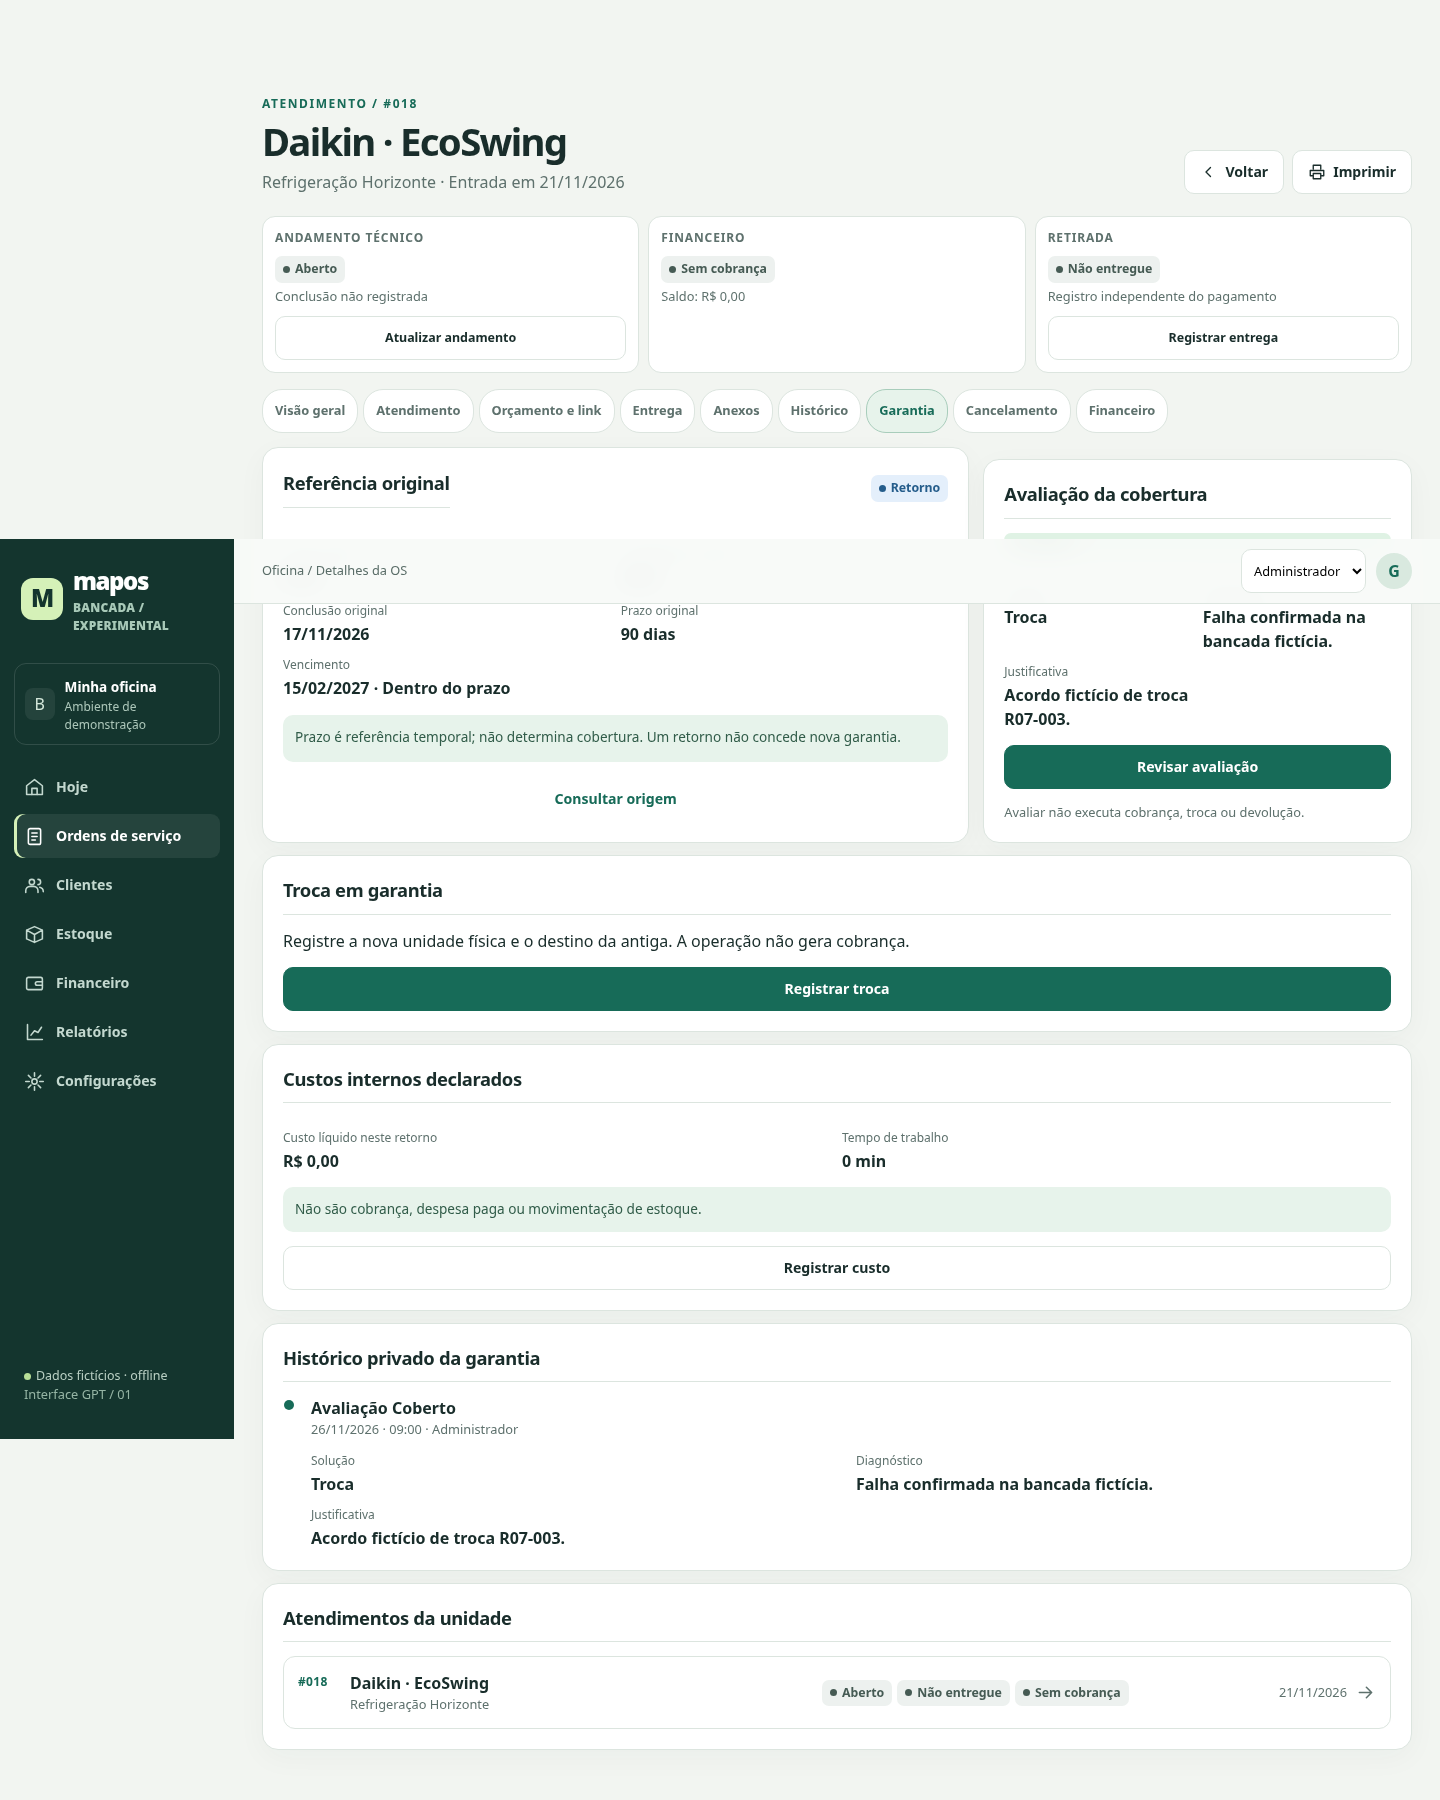 ATENDIMENTO / #018
Daikin · EcoSwing
Refrigeração Horizonte · Entrada em 21/11/2026
Voltar
Imprimir
ANDAMENTO TÉCNICO
Aberto
Conclusão não registrada
Atualizar andamento
FINANCEIRO
Sem cobrança
Saldo: R$ 0,00
RETIRADA
Não entregue
Registro independente do pagamento
Registrar entrega
Visão geral
Atendimento
Orçamento e link
Entrega
Anexos
Histórico
Garantia
Cancelamento
Financeiro
Referência original
Retorno
Avaliação da cobertura
Oficina / Detalhes da OS
Administrador
G
M
mapos
BANCADA /
EXPERIMENTAL
B
Minha oficina
Ambiente de
demonstração
Hoje
Ordens de serviço
Clientes
Estoque
Financeiro
Relatórios
Configurações
Dados fictícios · offline
Interface GPT / 01
Conclusão original
17/11/2026
Prazo original
90 dias
Vencimento
15/02/2027 · Dentro do prazo
Prazo é referência temporal; não determina cobertura. Um retorno não concede nova garantia.
Consultar origem
Troca
Falha confirmada na
bancada fictícia.
Justificativa
Acordo fictício de troca
R07-003.
Revisar avaliação
Avaliar não executa cobrança, troca ou devolução.
Troca em garantia
Registre a nova unidade física e o destino da antiga. A operação não gera cobrança.
Registrar troca
Custos internos declarados
Custo líquido neste retorno
R$ 0,00
Tempo de trabalho
0 min
Não são cobrança, despesa paga ou movimentação de estoque.
Registrar custo
Histórico privado da garantia
Avaliação Coberto
26/11/2026 · 09:00 · Administrador
Solução
Troca
Diagnóstico
Falha confirmada na bancada fictícia.
Justificativa
Acordo fictício de troca R07-003.
Atendimentos da unidade
#018
Daikin · EcoSwing
Refrigeração Horizonte
Aberto
Não entregue
Sem cobrança
21/11/2026